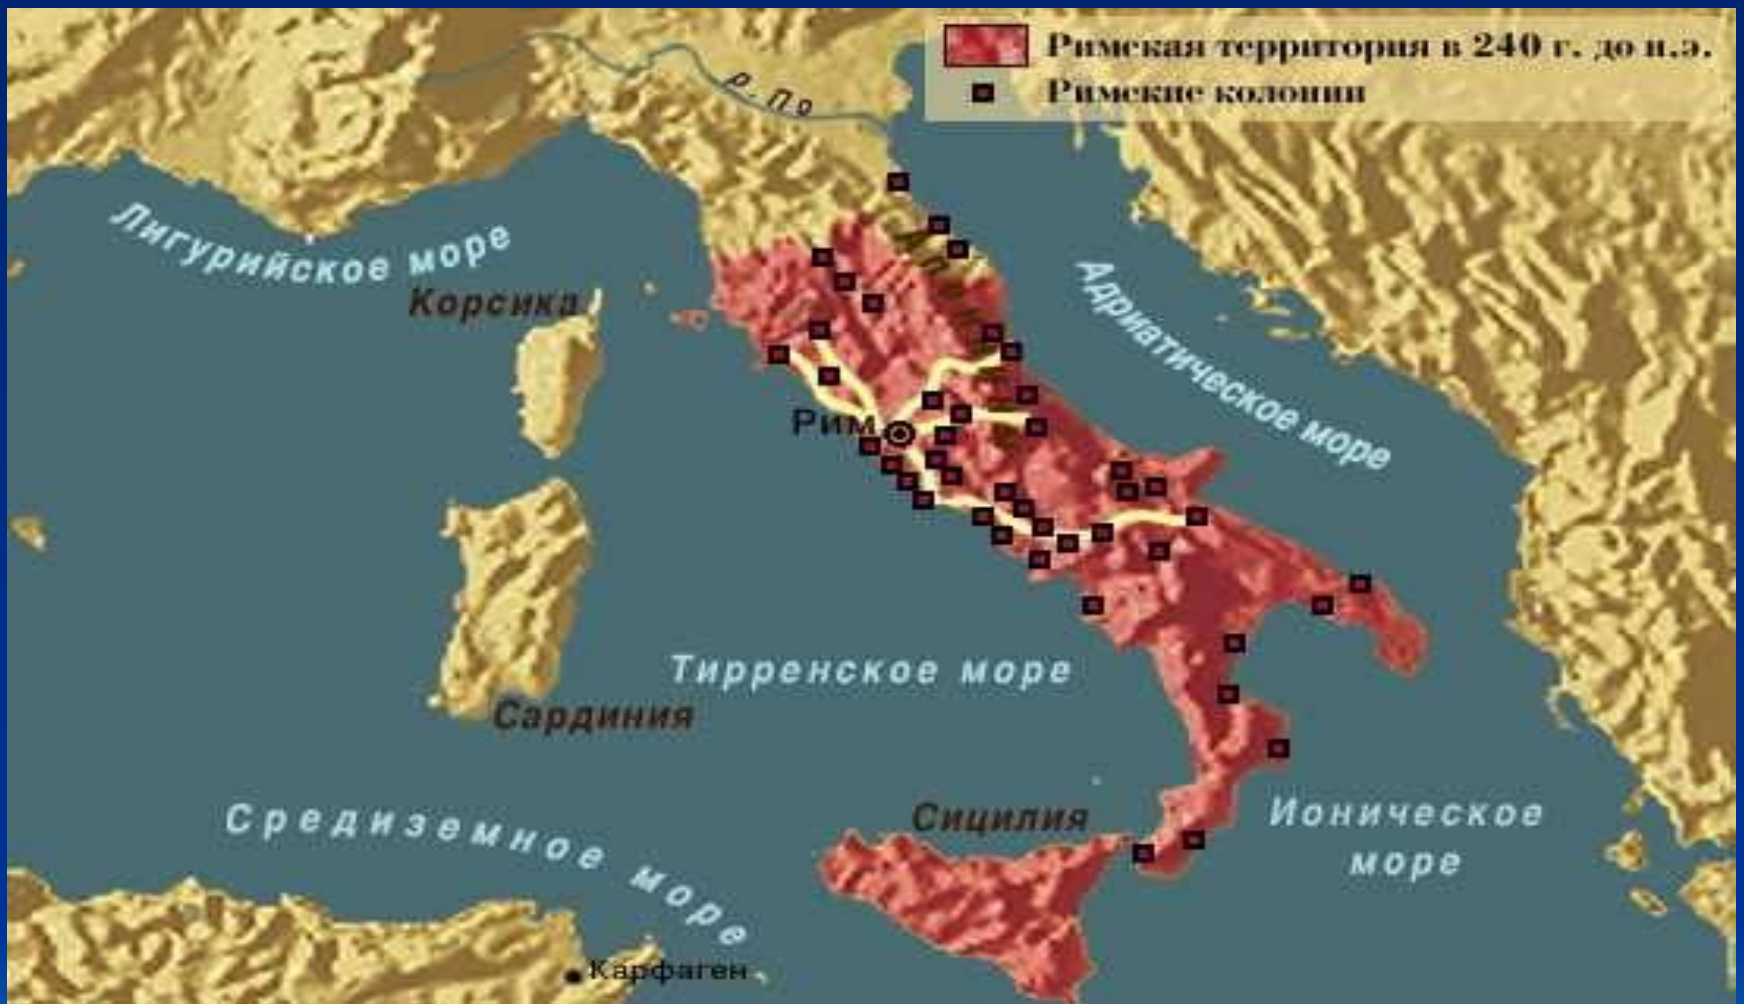 Римская территория в 240 г. до н.э.
Римские колонии
р. По
Лигурийское море
Корсика
Адриатическое море
Рим
Тирренское море
Сардиния
Средиземное море
Сицилия
Ионическое
море
Карфаген